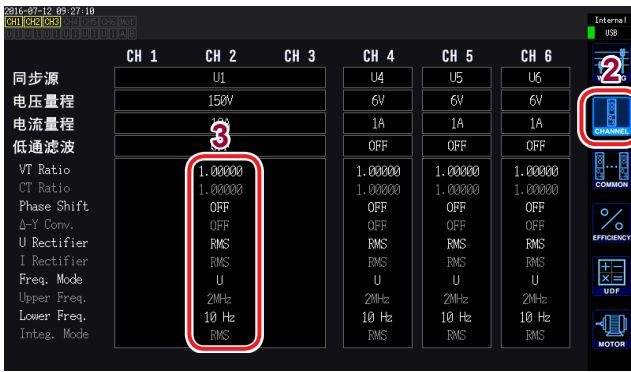 2016-07-12 09:27:10
CH1 CH2 CH3 CH4 CH5 CH6 Mot
U I U I U I U I U I U I A B
Internal
USB
CH 1 CH 2 CH 3 CH 4 CH 5 CH 6
同步源 U1 U4 U5 U6
电压量程 150V 6V 6V 6V
电流量程 10A 1A 1A 1A
低通滤波 OFF OFF OFF
VT Ratio 1.00000 1.00000 1.00000 1.00000
CT Ratio 1.00000 1.00000 1.00000 1.00000
Phase Shift OFF OFF OFF OFF
Δ-Y Conv. OFF OFF OFF OFF
U Rectifier RMS RMS RMS RMS
I Rectifier RMS RMS RMS RMS
Freq. Mode U U U U
Upper Freq. 2MHz 2MHz 2MHz 2MHz
Lower Freq. 10 Hz 10 Hz 10 Hz 10 Hz
Integ. Mode RMS RMS RMS RMS
3
2
CHANNEL
COMMON
EFFICIENCY
UDF
MOTOR